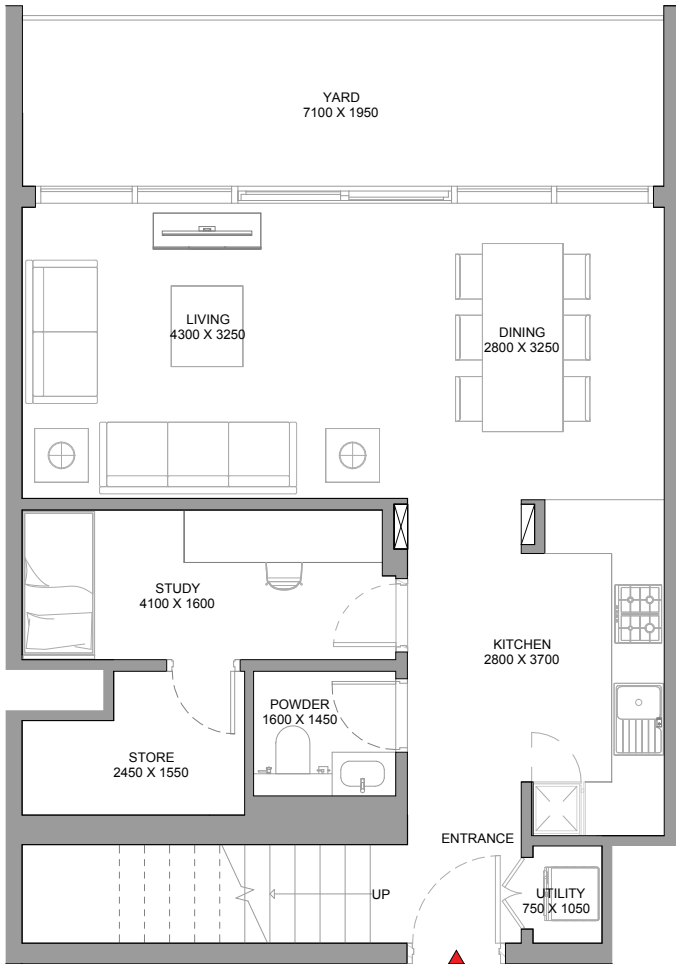 YARD
7100 X 1950
LIVING
4300 X 3250
DINING
2800 X 3250
STUDY
4100 X 1600
KITCHEN
2800 X 3700
POWDER
1600 X 1450
STORE
2450 X 1550
ENTRANCE
UP
UTILITY
750 X 1050